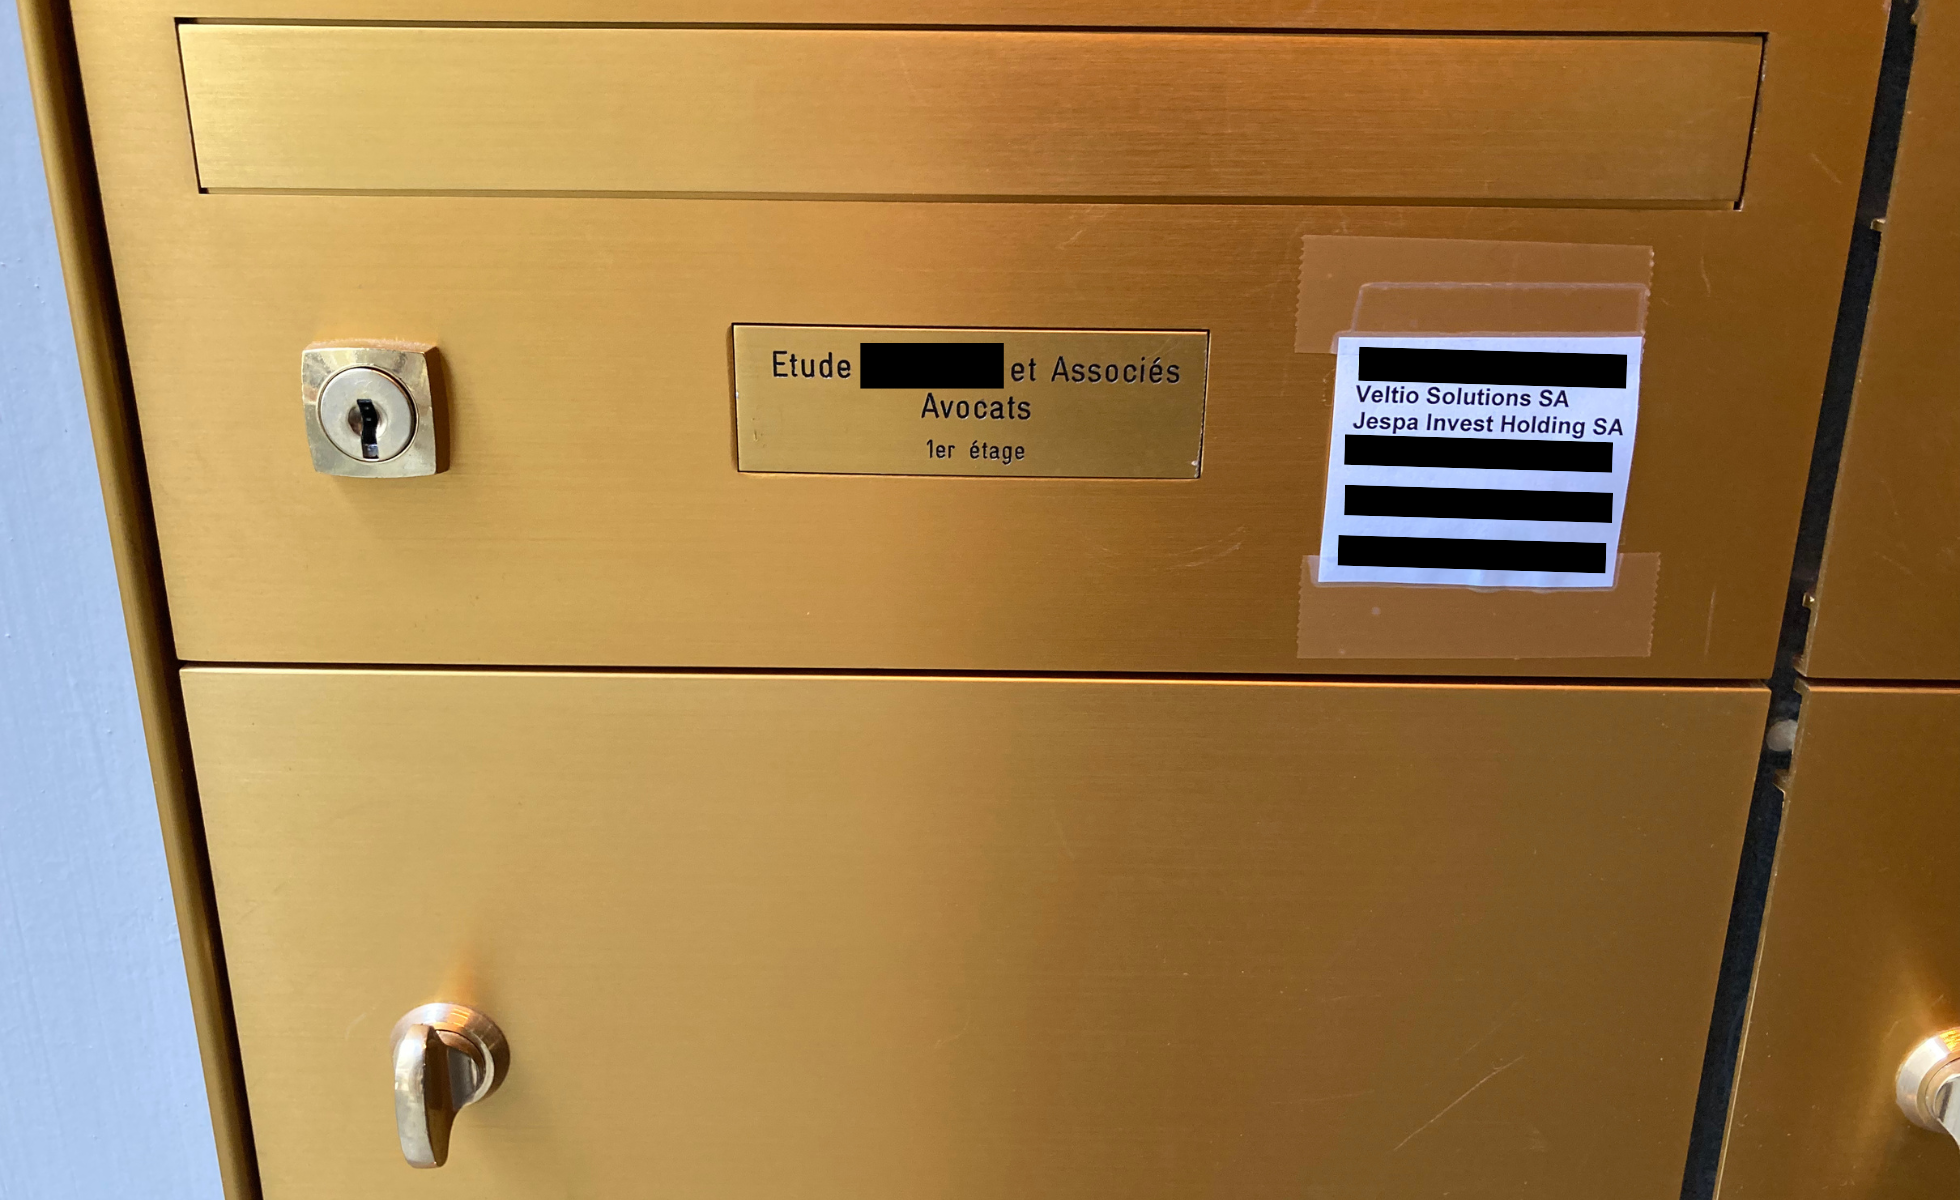 Etude et Associés
Avocats
1er étage
Veltio Solutions SA
Jespa Invest Holding SA